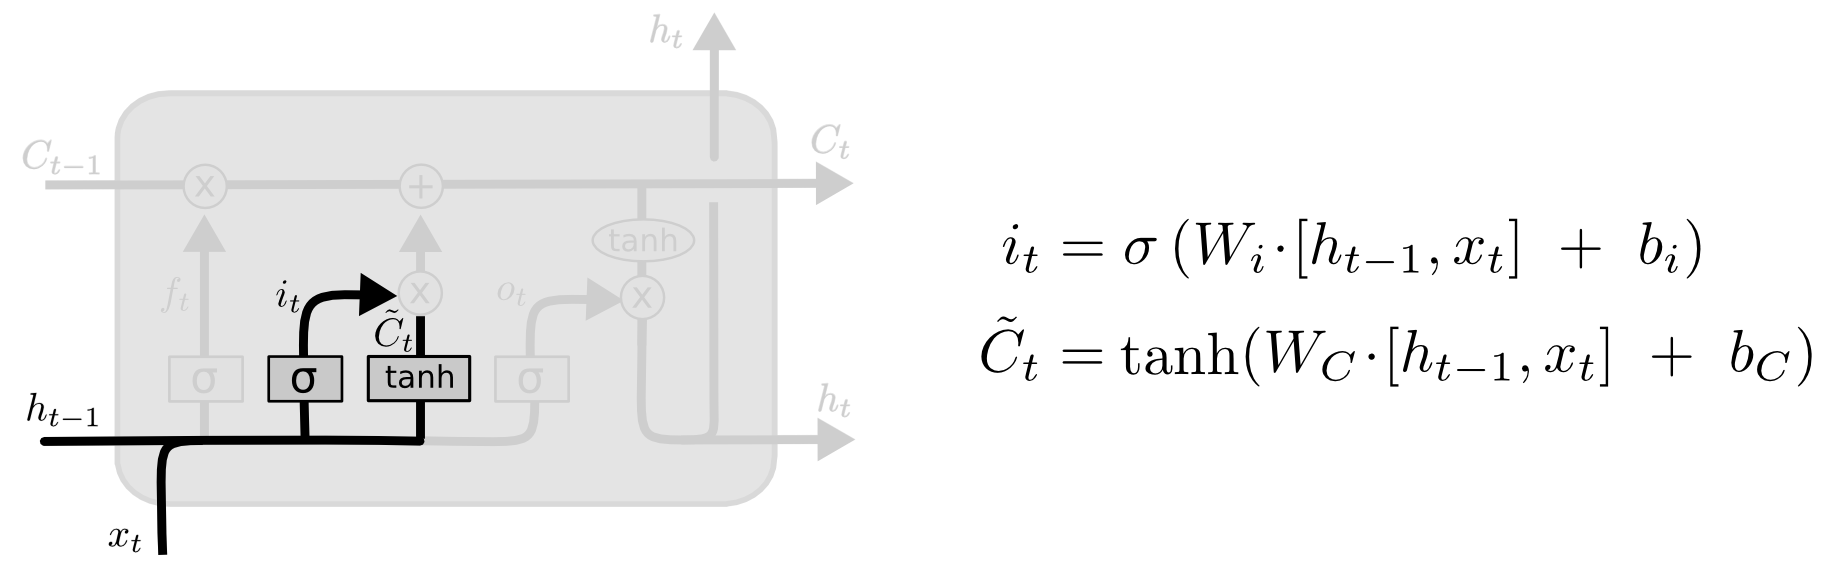 h_t
C_{t-1}
C_t
x
+
tanh
f_t
i_t
x
o_t
x
C̃_t
σ
σ
tanh
σ
h_{t-1}
h_t
x_t
i_t = σ (W_i·[h_{t-1}, x_t] + b_i)
C̃_t = tanh(W_C·[h_{t-1}, x_t] + b_C)